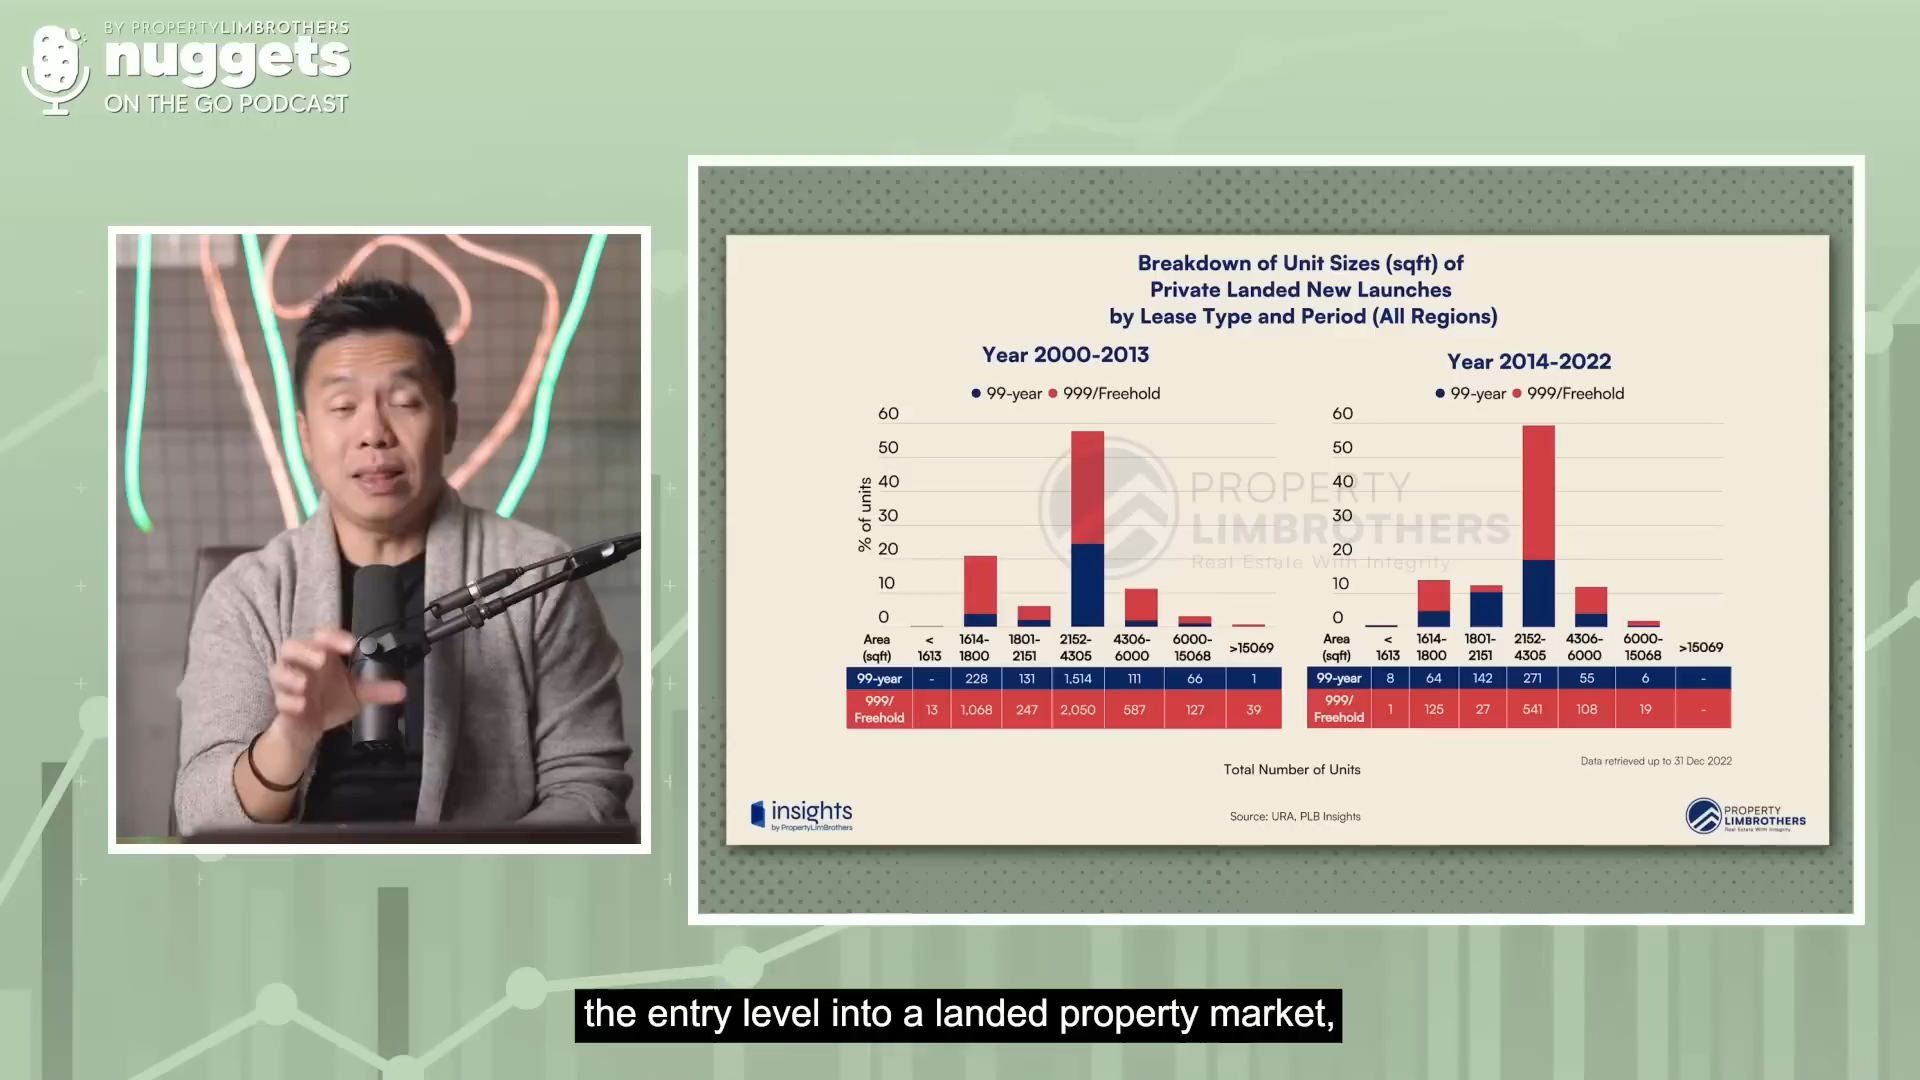 BY PROPERTYLIMBROTHERS
nuggets
ON THE GO PODCAST
Breakdown of Unit Sizes (sqft) of
Private Landed New Launches
by Lease Type and Period (All Regions)
Year 2000-2013
99-year 999/Freehold
60
50
40
30
20
10
0
% of units
Area (sqft) < 1613 1614-1800 1801-2151 2152-4305 4306-6000 6000-15068 >15069
99-year - 228 131 1,514 111 66 1
999/Freehold 13 1,068 247 2,050 587 127 39
Year 2014-2022
99-year 999/Freehold
60
50
40
30
20
10
0
Area (sqft) < 1613 1614-1800 1801-2151 2152-4305 4306-6000 6000-15068 >15069
99-year 8 64 142 271 55 6 -
999/Freehold 1 125 27 541 108 19 -
PROPERTY
LIMBROTHERS
Real Estate With Integrity
Data retrieved up to 31 Dec 2022
Total Number of Units
Source: URA, PLB Insights
insights
by PropertyLimBrothers
PROPERTY
LIMBROTHERS
Real Estate With Integrity
the entry level into a landed property market,